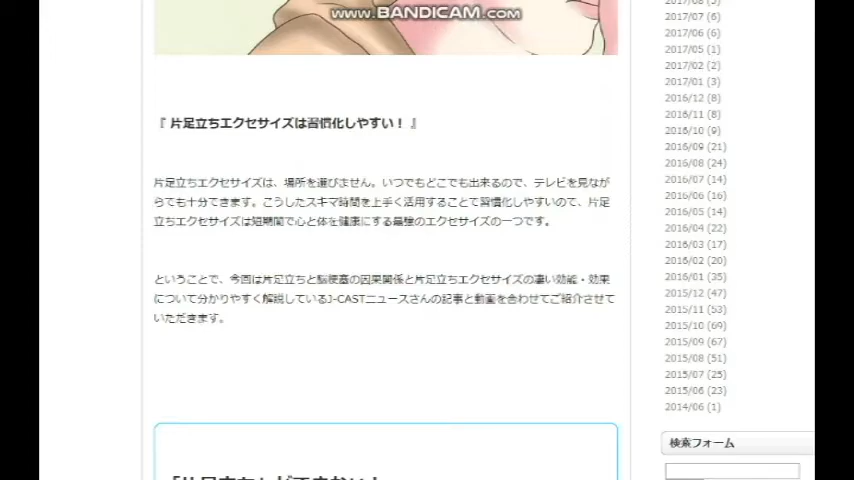 www.BANDICAM.com
『 片足立ちエクセサイズは習慣化しやすい！ 』
片足立ちエクセサイズは、場所を選びません。いつでもどこでも出来るので、テレビを見なが
らでも十分できます。こうしたスキマ時間を上手く活用することで習慣化しやすいので、片足
立ちエクセサイズは短期間で心と体を健康にする最強のエクセサイズの一つです。
ということで、今回は片足立ちと脳梗塞の因果関係と片足立ちエクセサイズの凄い効能・効果
について分かりやすく解説しているJ-CASTニュースさんの記事と動画を合わせてご紹介させて
いただきます。
2017/07 (6)
2017/06 (6)
2017/05 (1)
2017/02 (2)
2017/01 (3)
2016/12 (8)
2016/11 (8)
2016/10 (9)
2016/09 (21)
2016/08 (24)
2016/07 (14)
2016/06 (16)
2016/05 (14)
2016/04 (22)
2016/03 (17)
2016/02 (20)
2016/01 (35)
2015/12 (47)
2015/11 (53)
2015/10 (69)
2015/09 (67)
2015/08 (51)
2015/07 (25)
2015/06 (23)
2014/06 (1)
検索フォーム